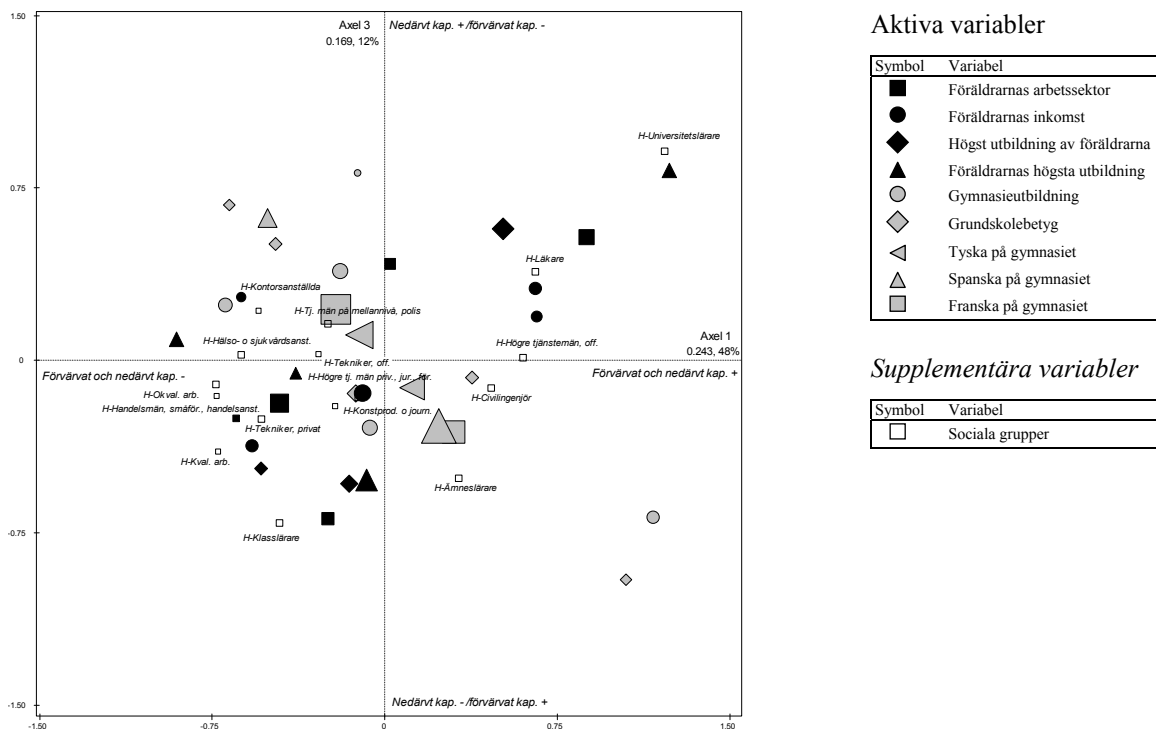 1.50
Axel 3
0.169, 12%
Nedärvt kap. + /förvärvat kap. -
H-Universitetslärare
0.75
H-Läkare
H-Kontorsanställda
H-Tj. män på mellannivå, polis
H-Hälso- o sjukvårdsanst.
H-Högre tjänstemän, off.
Axel 1
0.243, 48%
0
H-Tekniker, off.
Förvärvat och nedärvt kap. -
H-Högre tj. män priv., jur., för.
Förvärvat och nedärvt kap. +
H-Okval. arb.
H-Civilingenjör
H-Handelsmän, småför., handelsanst.
H-Konstprod. o journ.
H-Tekniker, privat
H-Kval. arb.
H-Ämneslärare
H-Klasslärare
-0.75
Nedärvt kap. - /förvärvat kap. +
-1.50
-1.50
-0.75
0
0.75
1.50
Aktiva variabler
Symbol Variabel
Föräldrarnas arbetssektor
Föräldrarnas inkomst
Högst utbildning av föräldrarna
Föräldrarnas högsta utbildning
Gymnasieutbildning
Grundskolebetyg
Tyska på gymnasiet
Spanska på gymnasiet
Franska på gymnasiet
Supplementära variabler
Symbol Variabel
Sociala grupper